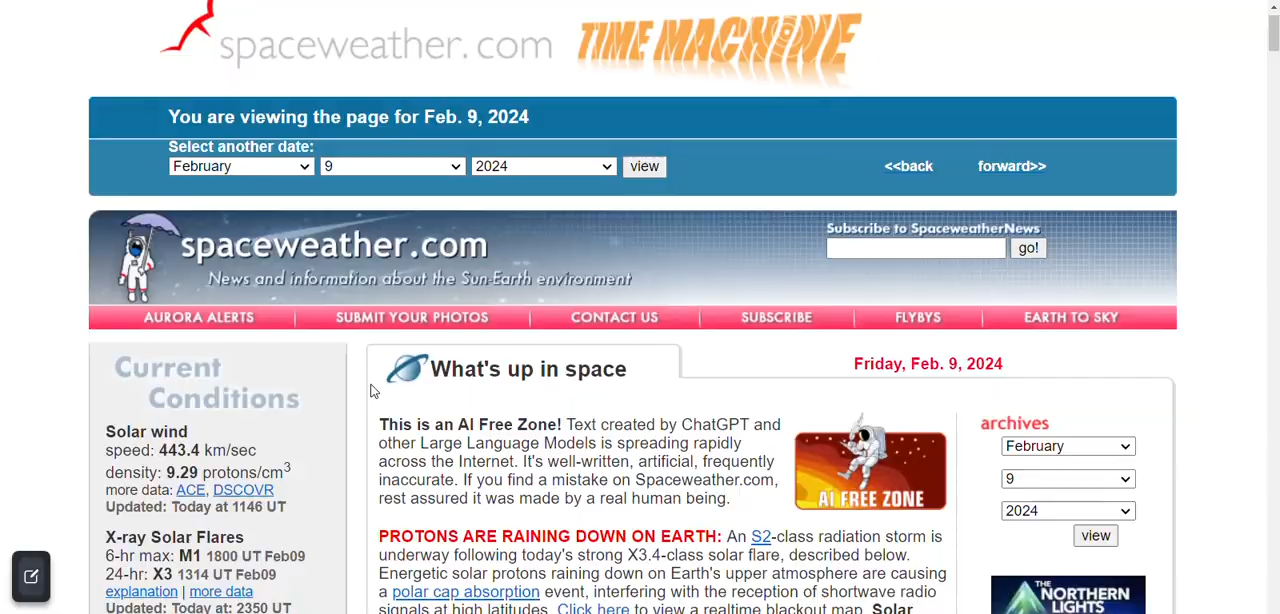 spaceweather.com TIME MACHINE
You are viewing the page for Feb. 9, 2024
Select another date:
February 9 2024 view <<back forward>>
Subscribe to SpaceweatherNews
spaceweather.com
go!
News and information about the Sun-Earth environment
AURORA ALERTS SUBMIT YOUR PHOTOS CONTACT US SUBSCRIBE FLYBYS EARTH TO SKY
Current
Conditions
Solar wind
speed: 443.4 km/sec
density: 9.29 protons/cm3
more data: ACE, DSCOVR
Updated: Today at 1146 UT
X-ray Solar Flares
6-hr max: M1 1800 UT Feb09
24-hr: X3 1314 UT Feb09
explanation | more data
Updated: Today at: 2350 UT
What's up in space
Friday, Feb. 9, 2024
This is an AI Free Zone! Text created by ChatGPT and
other Large Language Models is spreading rapidly
across the Internet. It's well-written, artificial, frequently
inaccurate. If you find a mistake on Spaceweather.com,
rest assured it was made by a real human being.
AI FREE ZONE
PROTONS ARE RAINING DOWN ON EARTH: An S2-class radiation storm is
underway following today's strong X3.4-class solar flare, described below.
Energetic solar protons raining down on Earth's upper atmosphere are causing
a polar cap absorption event, interfering with the reception of shortwave radio
signals at high latitudes. Click here to view a realtime blackout map. Solar
archives
February
9
2024
view
THE
NORTHERN
LIGHTS